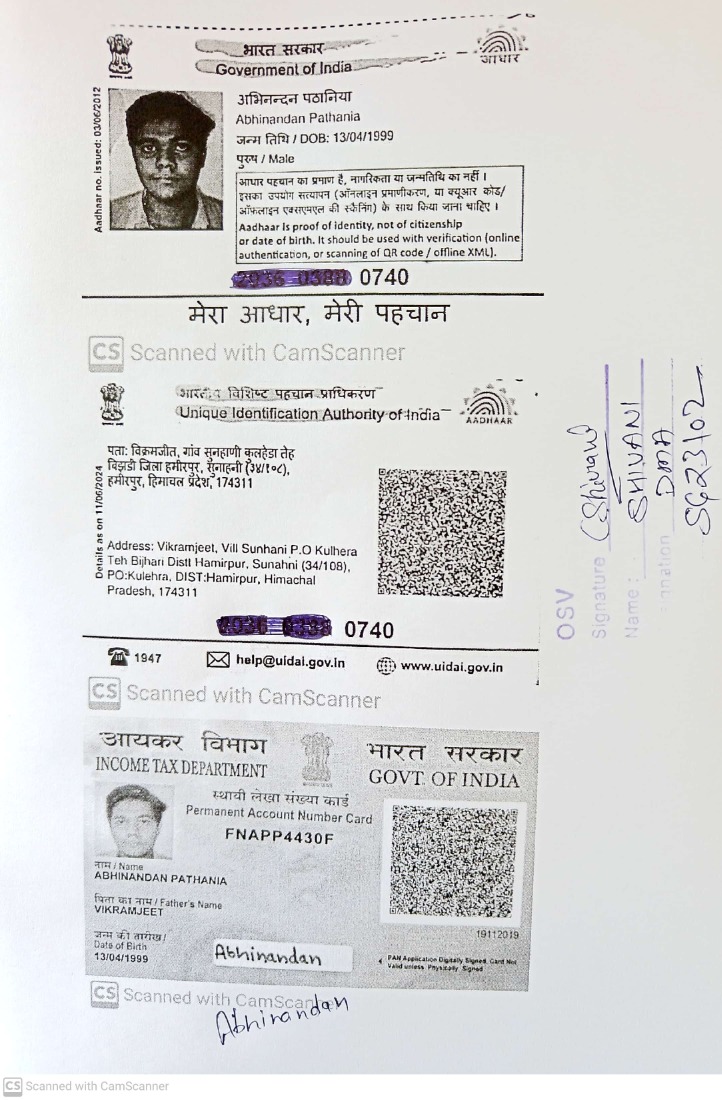 भारत सरकार
Government of India
आधार
Aadhaar no. issued: 03/06/2012
अभिनन्दन पठानिया
Abhinandan Pathania
जन्म तिथि / DOB: 13/04/1999
पुरुष / Male
आधार पहचान का प्रमाण है, नागरिकता या जन्मतिथि का नहीं ।
इसका उपयोग सत्यापन (ऑनलाइन प्रमाणीकरण, या क्यूआर कोड/
ऑफ़लाइन एक्सएमएल की स्कैनिंग) के साथ किया जाना चाहिए ।
Aadhaar is proof of identity, not of citizenship
or date of birth. It should be used with verification (online
authentication, or scanning of QR code / offline XML).
0740
मेरा आधार, मेरी पहचान
CS Scanned with CamScanner
भारतीय विशिष्ट पहचान प्राधिकरण
Unique Identification Authority of India
AADHAAR
Details as on 11/06/2024
पता: विक्रमजीत, गांव सुनहाणी कलहेडा तेह
बिझडी जिला हमीरपुर, सुनाहनी (३४/१०८),
हमीरपुर, हिमाचल प्रदेश, 174311
Address: Vikramjeet, Vill Sunhani P.O Kulhera
Teh Bijhari Distt Hamirpur, Sunahni (34/108),
PO:Kulehra, DIST:Hamirpur, Himachal
Pradesh, 174311
0740
1947
help@uidai.gov.in
www.uidai.gov.in
CS Scanned with CamScanner
आयकर विभाग
INCOME TAX DEPARTMENT
भारत सरकार
GOVT. OF INDIA
स्थायी लेखा संख्या कार्ड
Permanent Account Number Card
FNAPP4430F
नाम / Name
ABHINANDAN PATHANIA
पिता का नाम / Father's Name
VIKRAMJEET
जन्म की तारीख /
Date of Birth
13/04/1999
Abhinandan
19112019
PAN Application Digitally Signed, Card Not
Valid unless Physically Signed
CS Scanned with CamScanner
Abhinandan
OSV
Signature Shivani
Name: SHIVANI
DMA
SG23102
CS Scanned with CamScanner